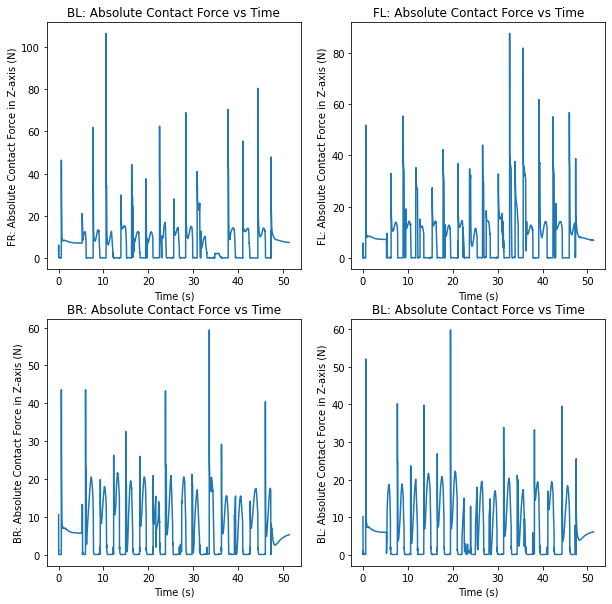 BL: Absolute Contact Force vs Time
FR: Absolute Contact Force in Z-axis (N)
100
80
60
40
20
0
0 10 20 30 40 50
Time (s)
FL: Absolute Contact Force vs Time
FL: Absolute Contact Force in Z-axis (N)
80
60
40
20
0
0 10 20 30 40 50
Time (s)
BR: Absolute Contact Force vs Time
BR: Absolute Contact Force in Z-axis (N)
60
50
40
30
20
10
0
0 10 20 30 40 50
Time (s)
BL: Absolute Contact Force vs Time
BL: Absolute Contact Force in Z-axis (N)
60
50
40
30
20
10
0
0 10 20 30 40 50
Time (s)